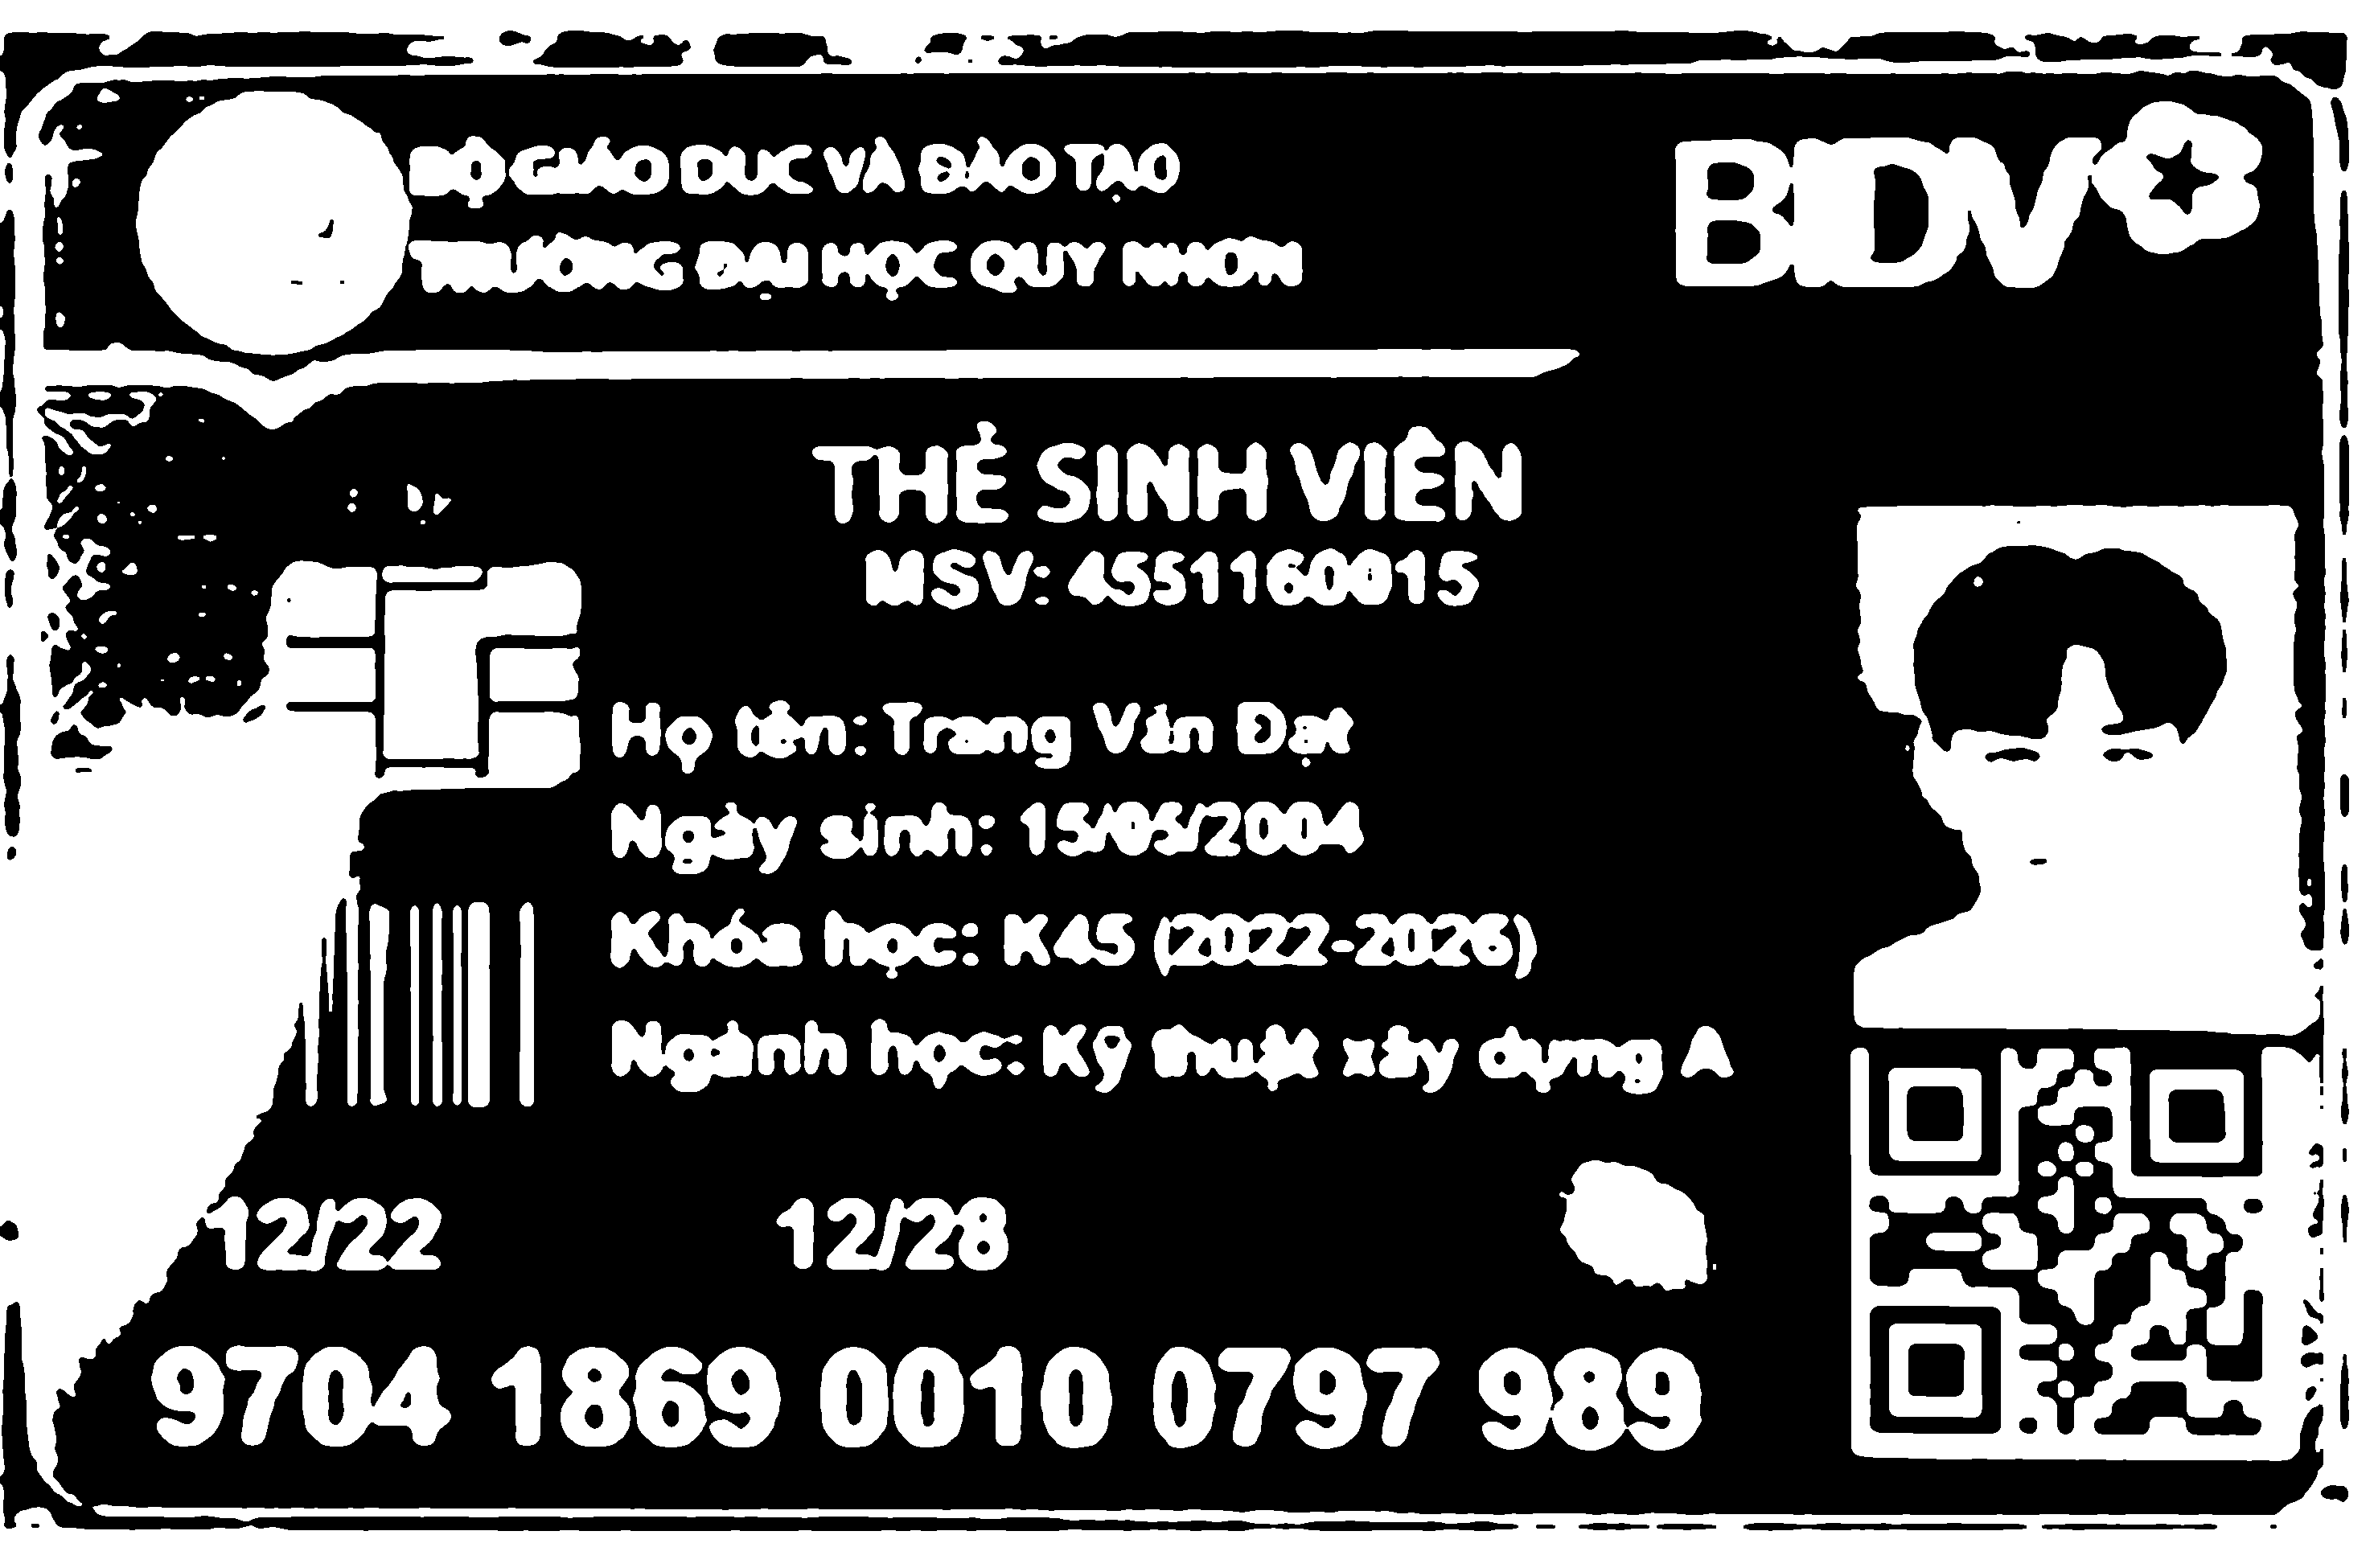 BỘ GIÁO DỤC VÀ ĐÀO TẠO
TRƯỜNG ĐẠI HỌC QUY NHƠN
BIDV
THẺ SINH VIÊN
MSV: 4551160015
Họ tên: Trang Văn Đạt
Ngày sinh: 15/05/2004
Khóa học: K45 (2022-2026)
Ngành học: Kỹ thuật xây dựng A
12/22
12/28
9704 1869 0010 0797 989